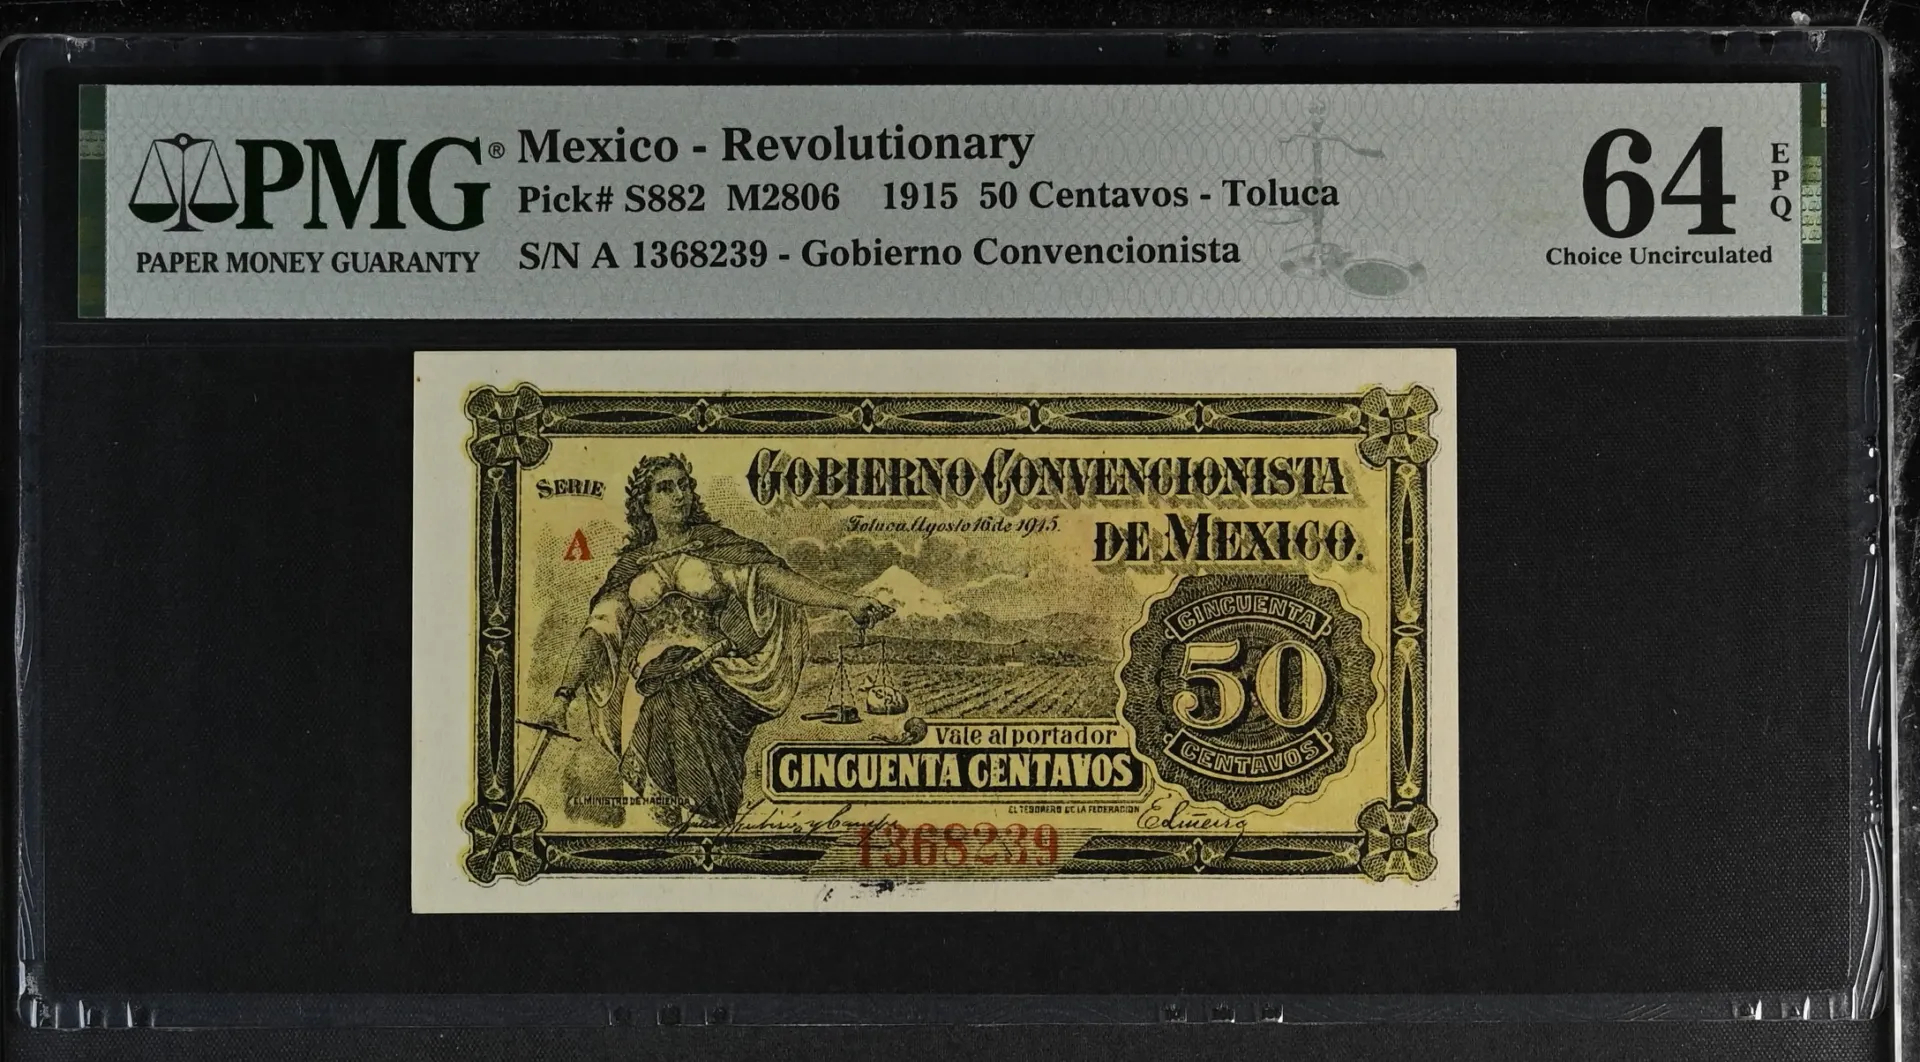 PMG®
PAPER MONEY GUARANTY
Mexico - Revolutionary
Pick# S882 M2806 1915 50 Centavos - Toluca
S/N A 1368239 - Gobierno Convencionista
64
EPQ
Choice Uncirculated
GOBIERNO CONVENCIONISTA
DE MEXICO.
SERIE
A
Toluca, Agosto 16 de 1915.
CINCUENTA
50
CENTAVOS
Vale al portador
CINCUENTA CENTAVOS
EL MINISTRO DE HACIENDA
EL TESORERO DE LA FEDERACION
1368239